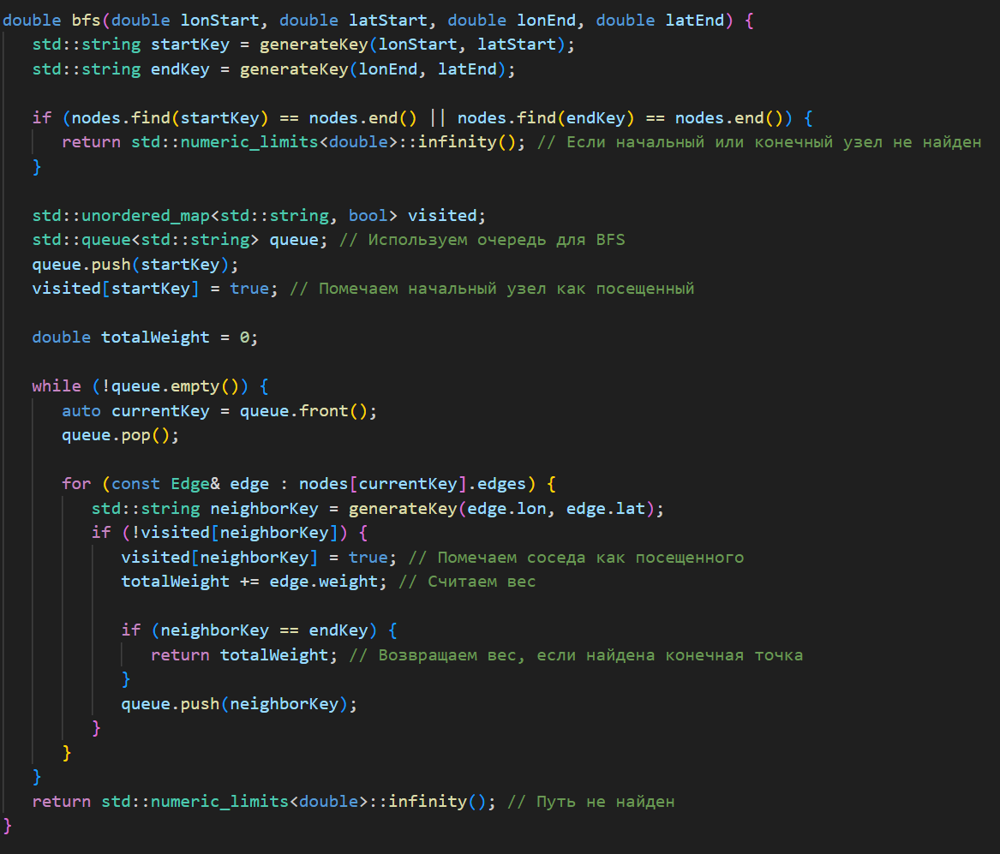 double bfs(double lonStart, double latStart, double lonEnd, double latEnd) {
std::string startKey = generateKey(lonStart, latStart);
std::string endKey = generateKey(lonEnd, latEnd);
if (nodes.find(startKey) == nodes.end() || nodes.find(endKey) == nodes.end()) {
return std::numeric_limits<double>::infinity(); // Если начальный или конечный узел не найден
}
std::unordered_map<std::string, bool> visited;
std::queue<std::string> queue; // Используем очередь для BFS
queue.push(startKey);
visited[startKey] = true; // Помечаем начальный узел как посещенный
double totalWeight = 0;
while (!queue.empty()) {
auto currentKey = queue.front();
queue.pop();
for (const Edge& edge : nodes[currentKey].edges) {
std::string neighborKey = generateKey(edge.lon, edge.lat);
if (!visited[neighborKey]) {
visited[neighborKey] = true; // Помечаем соседа как посещенного
totalWeight += edge.weight; // Считаем вес
if (neighborKey == endKey) {
return totalWeight; // Возвращаем вес, если найдена конечная точка
}
queue.push(neighborKey);
}
}
}
return std::numeric_limits<double>::infinity(); // Путь не найден
}